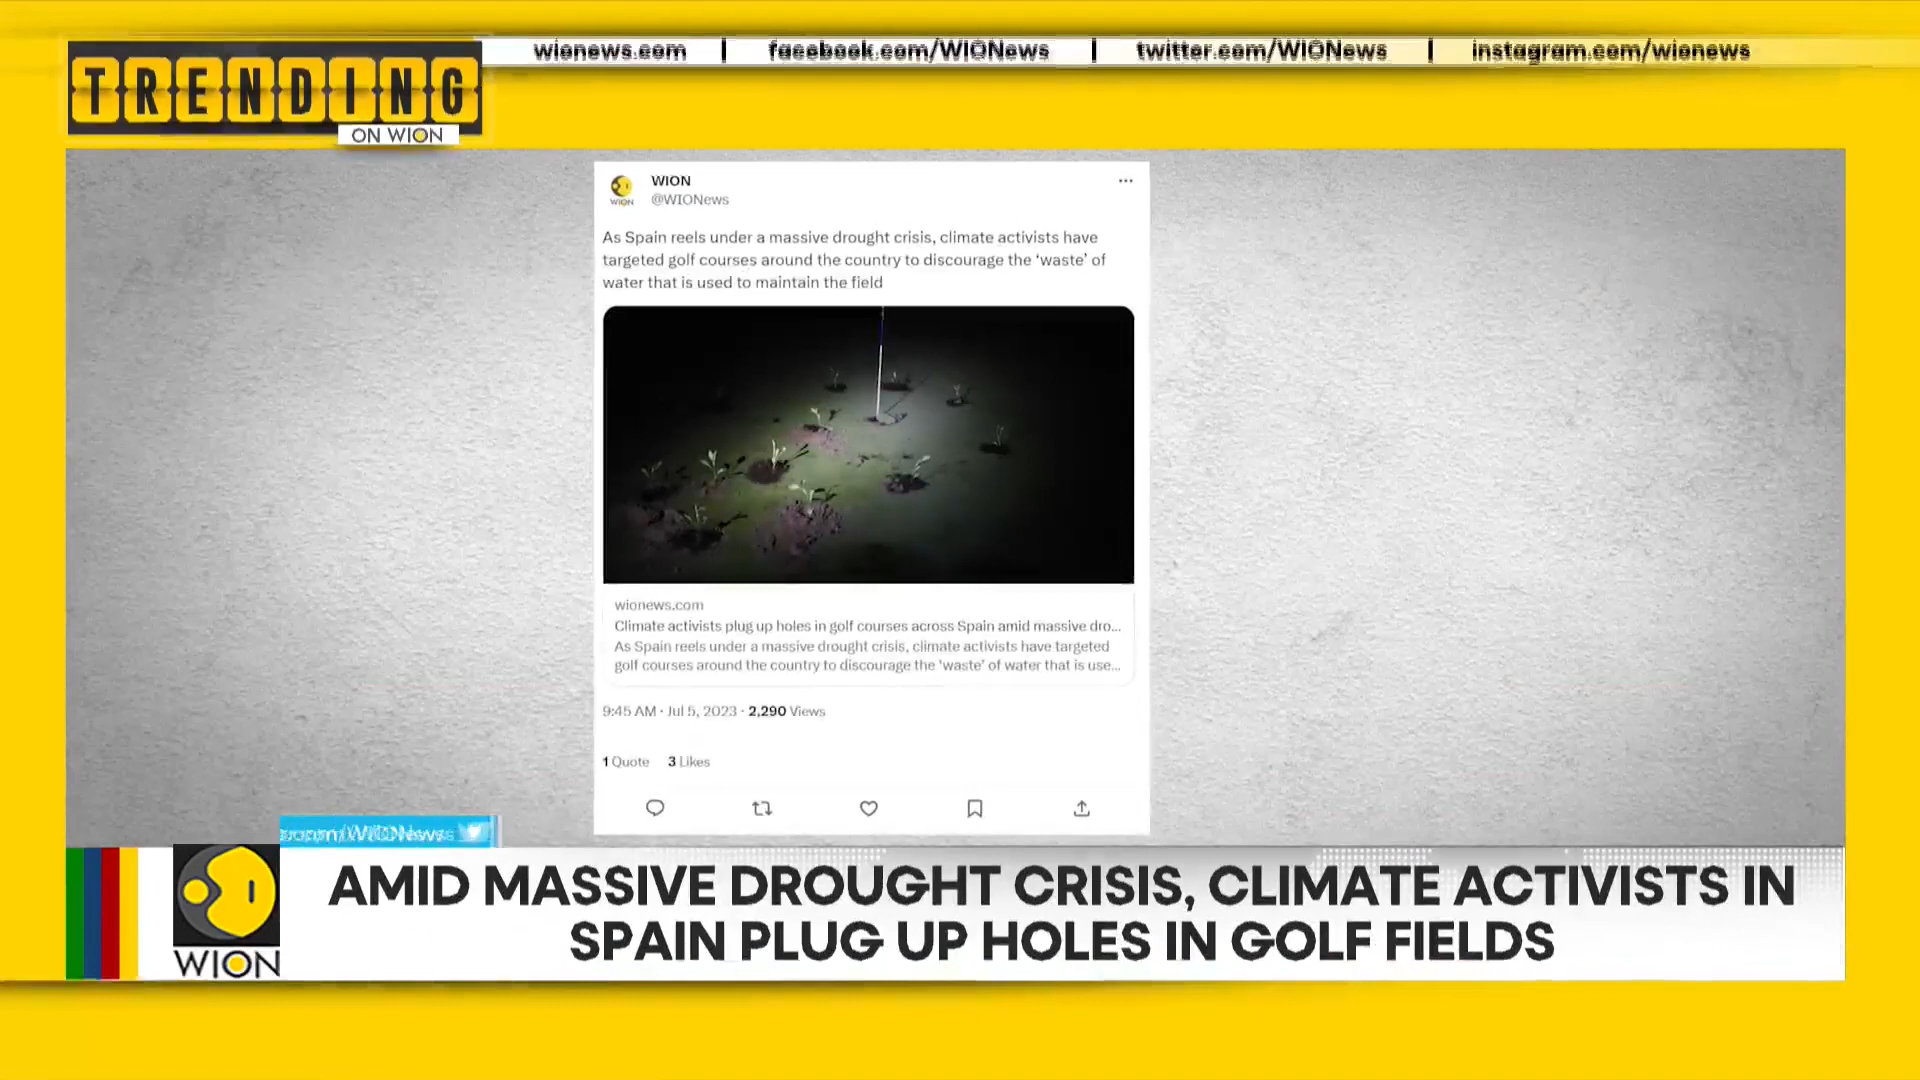 wionews.com | facebook.com/WIONews | twitter.com/WIONews | instagram.com/wionews
TRENDING
ON WION
WION
@WIONews
WION
As Spain reels under a massive drought crisis, climate activists have
targeted golf courses around the country to discourage the ‘waste’ of
water that is used to maintain the field
wionews.com
Climate activists plug up holes in golf courses across Spain amid massive dro...
As Spain reels under a massive drought crisis, climate activists have targeted
golf courses around the country to discourage the ‘waste’ of water that is use...
9:45 AM · Jul 5, 2023 · 2,290 Views
1 Quote 3 Likes
AMID MASSIVE DROUGHT CRISIS, CLIMATE ACTIVISTS IN
SPAIN PLUG UP HOLES IN GOLF FIELDS
WION